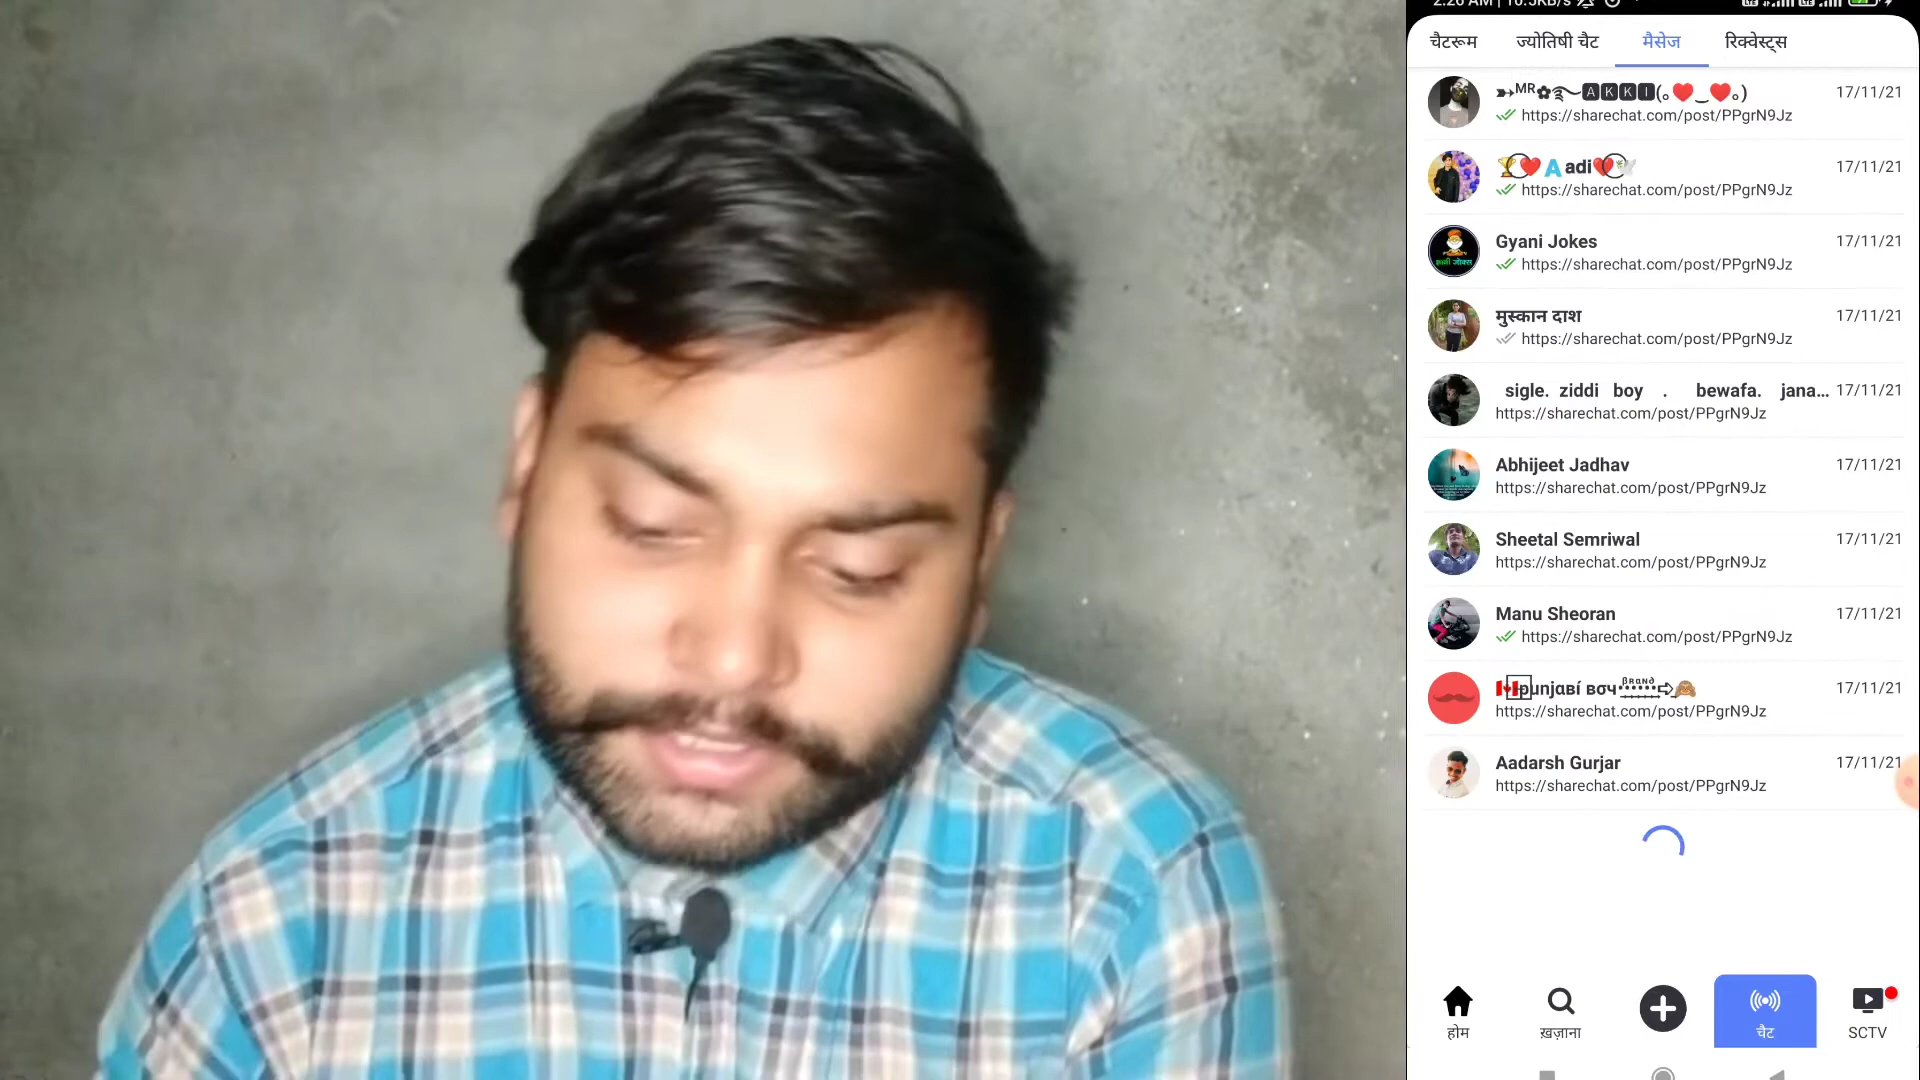 चैटरूम ज्योतिषी चैट मैसेज रिक्वेस्ट्स
➳ᴹᴿ✿࿐🅰🅺🅺🅸(｡♥‿♥｡) 17/11/21
https://sharechat.com/post/PPgrN9Jz
🏆❤️🅰adi❤️🕊 17/11/21
https://sharechat.com/post/PPgrN9Jz
Gyani Jokes 17/11/21
https://sharechat.com/post/PPgrN9Jz
मुस्कान दाश 17/11/21
https://sharechat.com/post/PPgrN9Jz
sigle. ziddi boy . bewafa. jana... 17/11/21
https://sharechat.com/post/PPgrN9Jz
Abhijeet Jadhav 17/11/21
https://sharechat.com/post/PPgrN9Jz
Sheetal Semriwal 17/11/21
https://sharechat.com/post/PPgrN9Jz
Manu Sheoran 17/11/21
https://sharechat.com/post/PPgrN9Jz
🇨🇦punjαвí вσч 17/11/21
https://sharechat.com/post/PPgrN9Jz
Aadarsh Gurjar 17/11/21
https://sharechat.com/post/PPgrN9Jz
होम ख़ज़ाना चैट SCTV